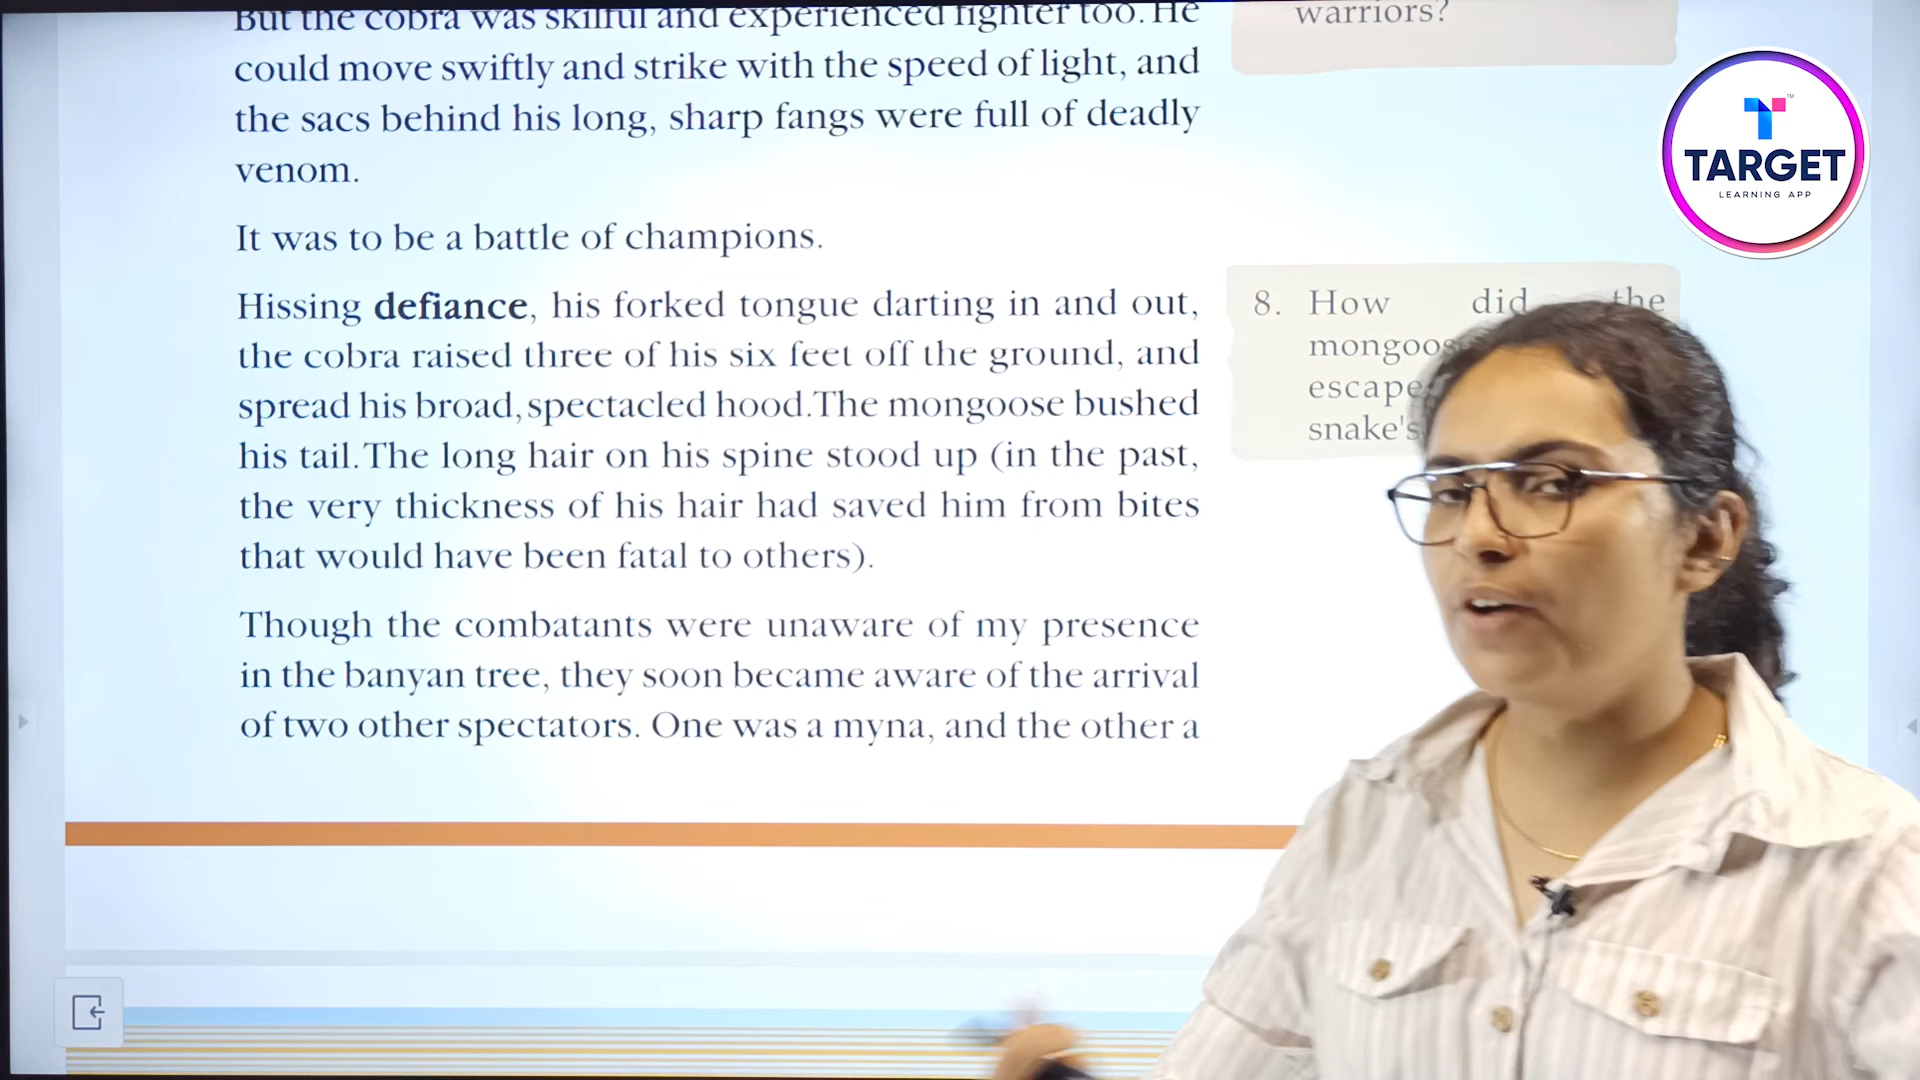 But the cobra was skilful and experienced fighter too. He
could move swiftly and strike with the speed of light, and
the sacs behind his long, sharp fangs were full of deadly
venom.
It was to be a battle of champions.
Hissing defiance, his forked tongue darting in and out,
the cobra raised three of his six feet off the ground, and
spread his broad, spectacled hood. The mongoose bushed
his tail. The long hair on his spine stood up (in the past,
the very thickness of his hair had saved him from bites
that would have been fatal to others).
Though the combatants were unaware of my presence
in the banyan tree, they soon became aware of the arrival
of two other spectators. One was a myna, and the other a
warriors?
8. How did the
escape
snake's
T
TM
TARGET
LEARNING APP